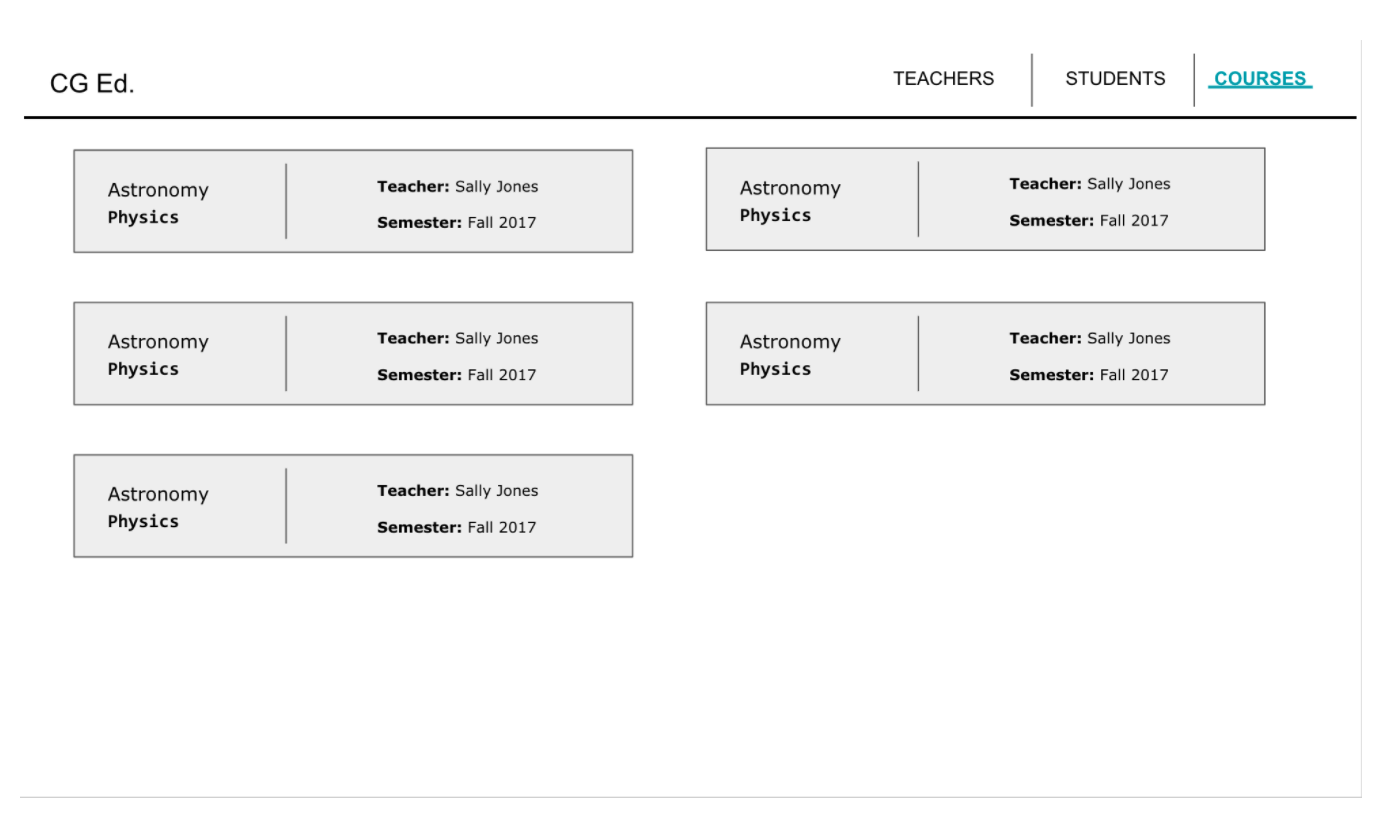 CG Ed.
TEACHERS
STUDENTS
COURSES
Astronomy
Physics
Teacher: Sally Jones
Semester: Fall 2017
Astronomy
Physics
Teacher: Sally Jones
Semester: Fall 2017
Astronomy
Physics
Teacher: Sally Jones
Semester: Fall 2017
Astronomy
Physics
Teacher: Sally Jones
Semester: Fall 2017
Astronomy
Physics
Teacher: Sally Jones
Semester: Fall 2017